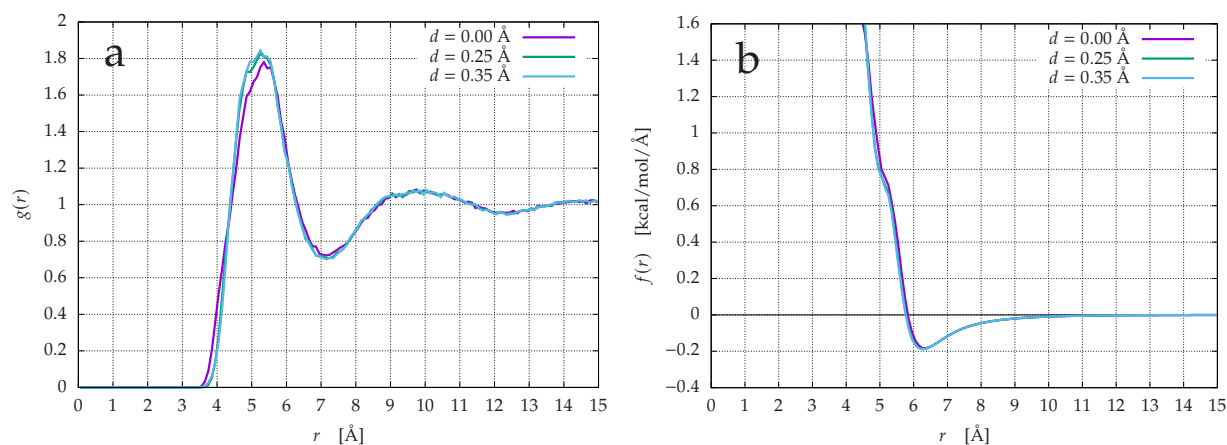 a
d = 0.00 Å
d = 0.25 Å
d = 0.35 Å
g(r)
2
1.8
1.6
1.4
1.2
1
0.8
0.6
0.4
0.2
0
0 1 2 3 4 5 6 7 8 9 10 11 12 13 14 15
r [Å]
b
d = 0.00 Å
d = 0.25 Å
d = 0.35 Å
f(r) [kcal/mol/Å]
1.6
1.4
1.2
1
0.8
0.6
0.4
0.2
0
−0.2
−0.4
0 1 2 3 4 5 6 7 8 9 10 11 12 13 14 15
r [Å]